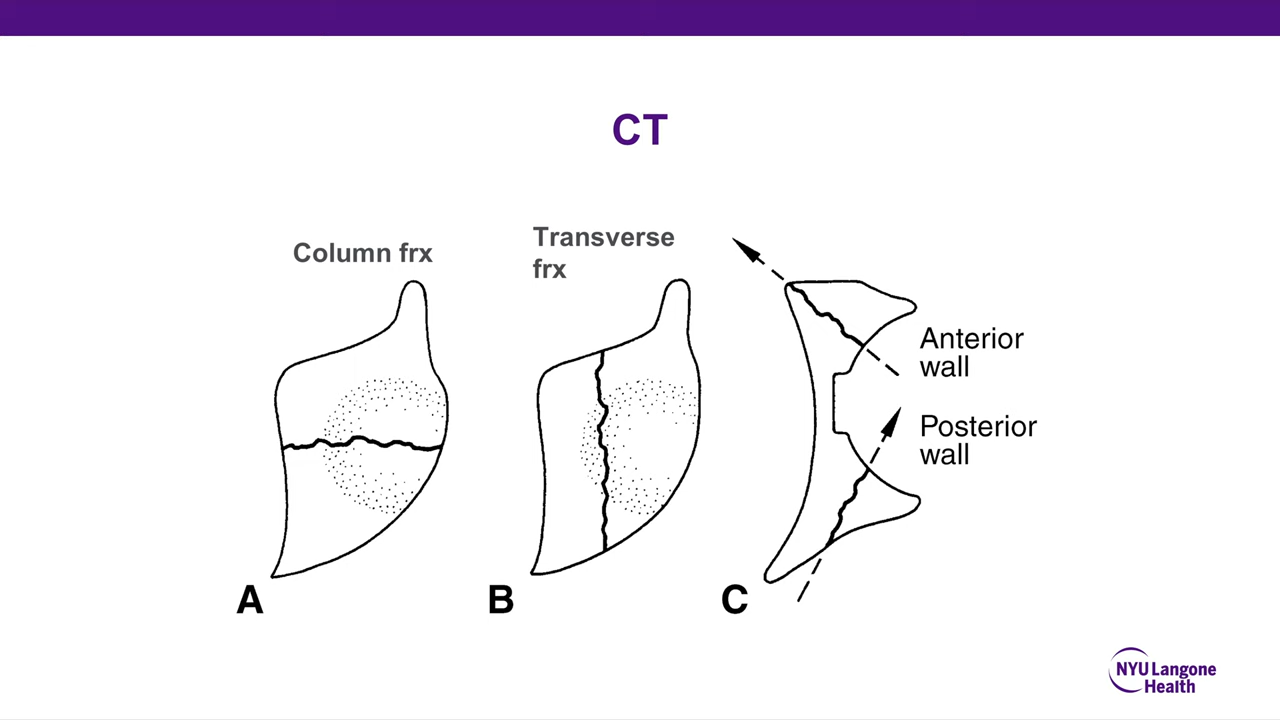 CT
Column frx
Transverse
frx
Anterior
wall
Posterior
wall
A
B
C
NYU Langone
Health